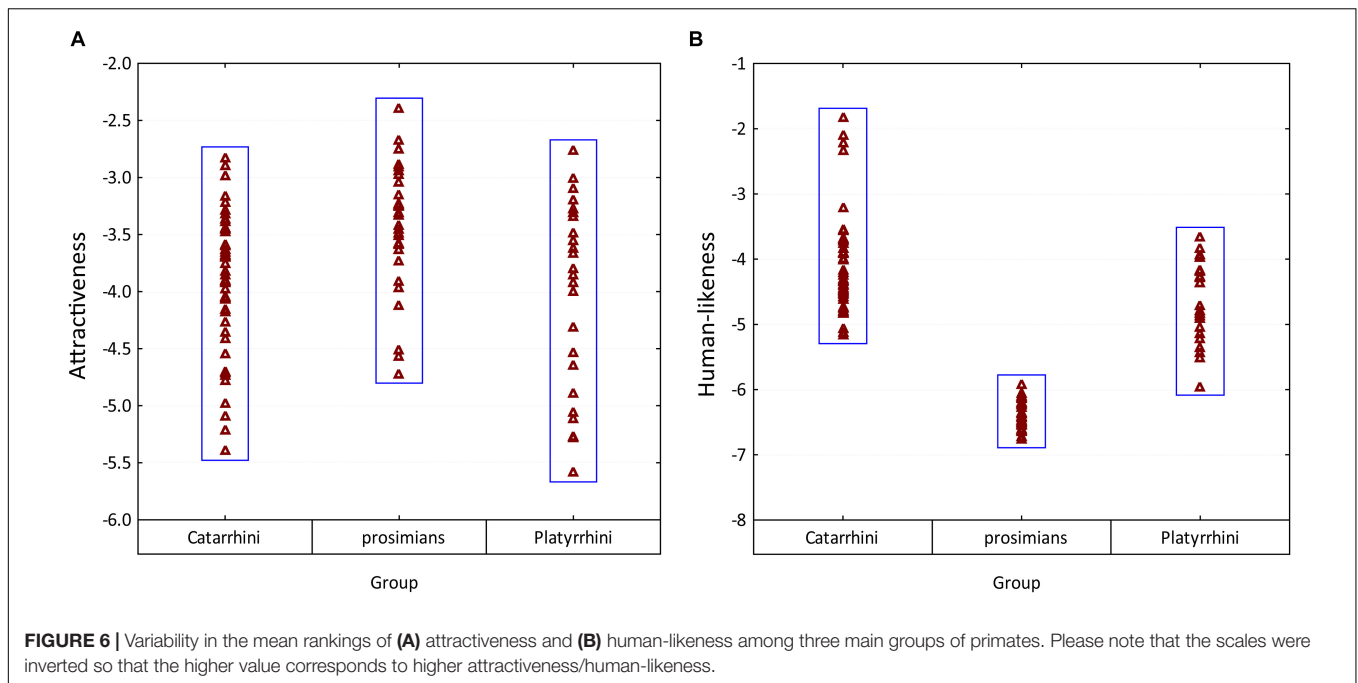 A
B
-2.0
-2.5
-3.0
-3.5
-4.0
-4.5
-5.0
-5.5
-6.0
Attractiveness
Catarrhini prosimians Platyrrhini
Group
-1
-2
-3
-4
-5
-6
-7
-8
Human-likeness
Catarrhini prosimians Platyrrhini
Group
FIGURE 6 | Variability in the mean rankings of (A) attractiveness and (B) human-likeness among three main groups of primates. Please note that the scales were
inverted so that the higher value corresponds to higher attractiveness/human-likeness.